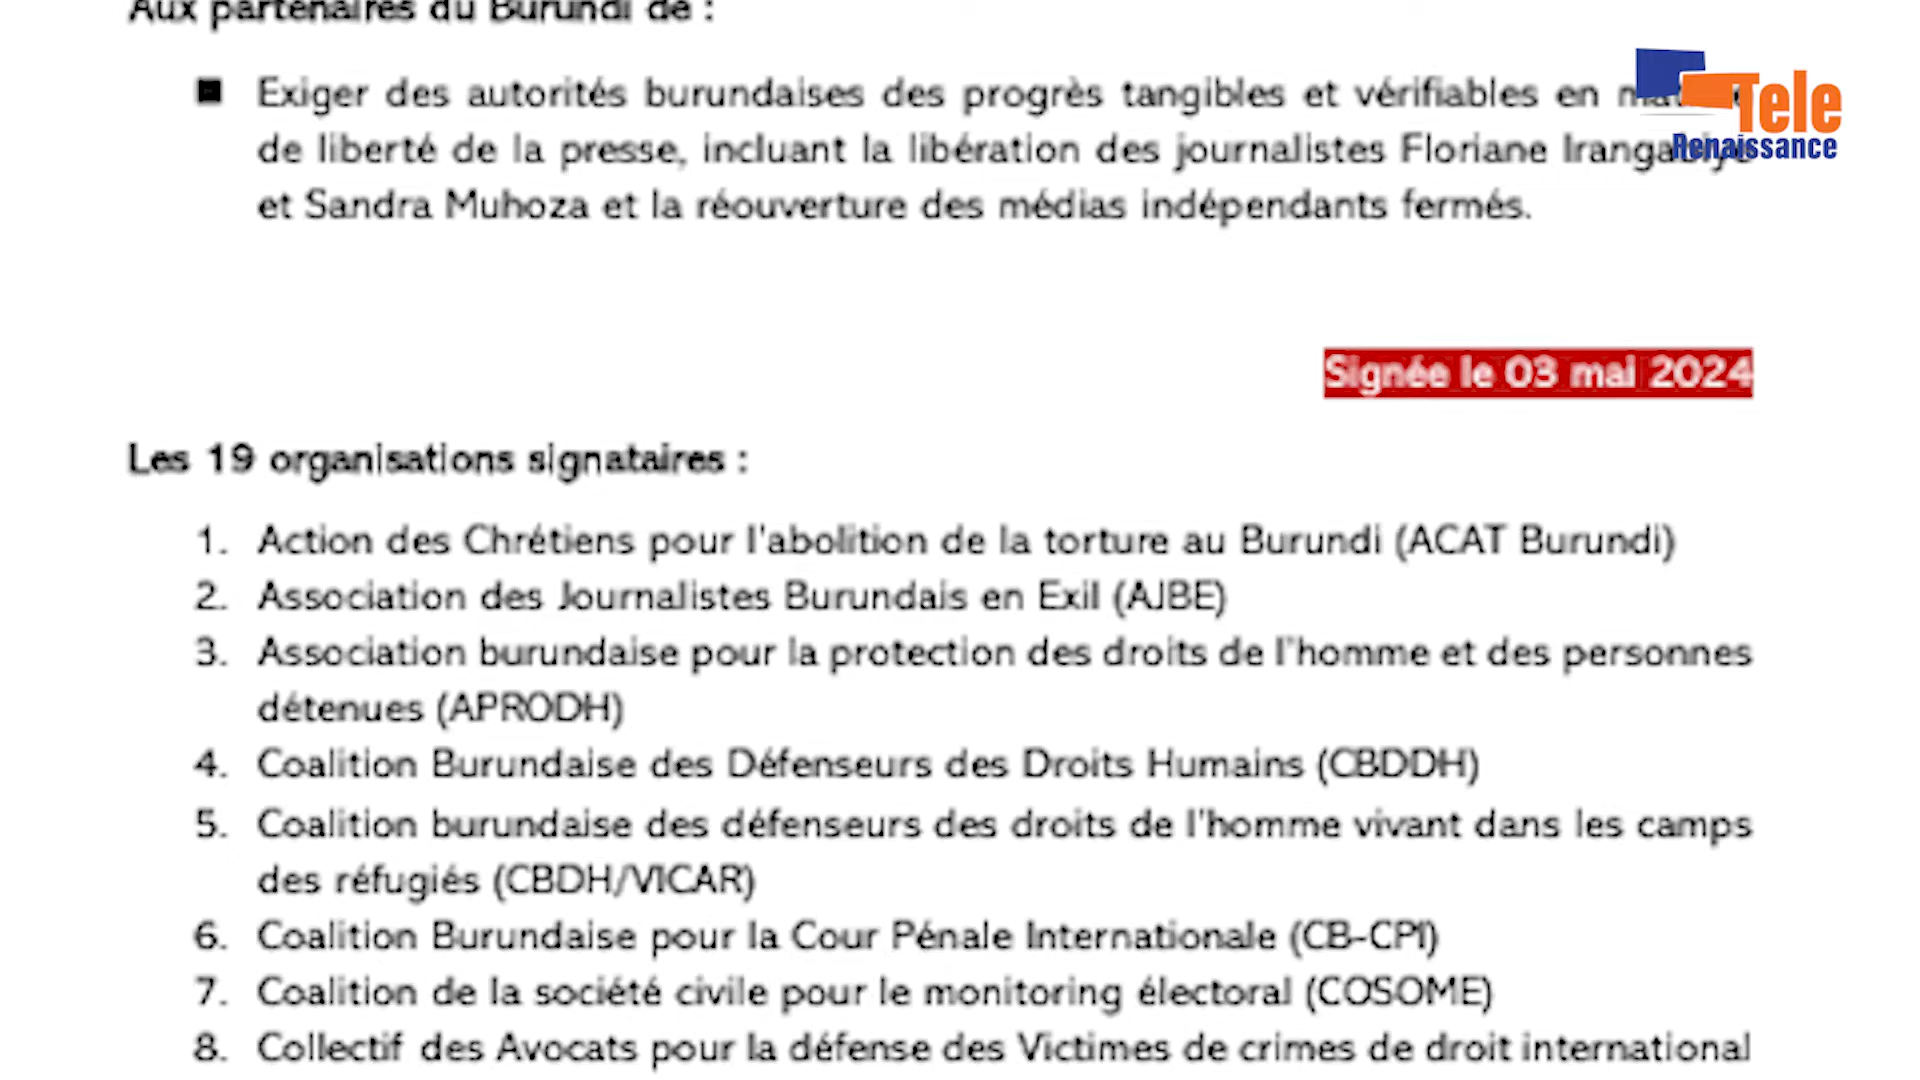 Aux partenaires du Burundi de :
Tele
Renaissance
■ Exiger des autorités burundaises des progrès tangibles et vérifiables en
de liberté de la presse, incluant la libération des journalistes Floriane
et Sandra Muhoza et la réouverture des médias indépendants fermés.
Signée le 03 mai 2024
Les 19 organisations signataires :
1. Action des Chrétiens pour l'abolition de la torture au Burundi (ACAT Burundi)
2. Association des Journalistes Burundais en Exil (AJBE)
3. Association burundaise pour la protection des droits de l'homme et des personnes
détenues (APRODH)
4. Coalition Burundaise des Défenseurs des Droits Humains (CBDDH)
5. Coalition burundaise des défenseurs des droits de l'homme vivant dans les camps
des réfugiés (CBDH/VICAR)
6. Coalition Burundaise pour la Cour Pénale Internationale (CB-CPI)
7. Coalition de la société civile pour le monitoring électoral (COSOME)
8. Collectif des Avocats pour la défense des Victimes de crimes de droit international